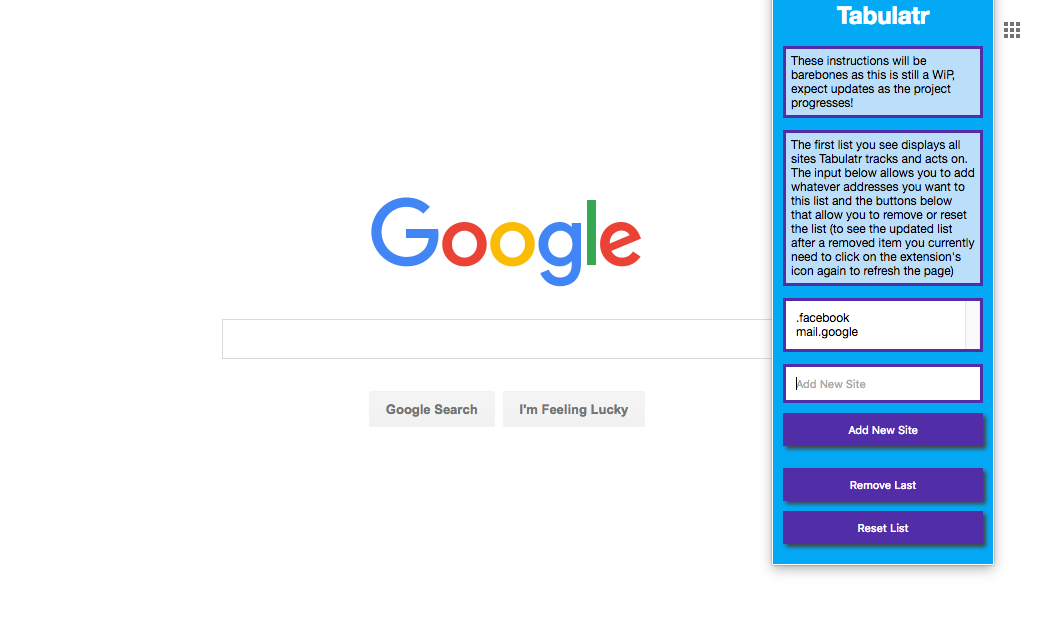 Tabulatr
These instructions will be
barebones as this is still a WiP,
expect updates as the project
progresses!
The first list you see displays all
sites Tabulatr tracks and acts on.
The input below allows you to add
whatever addresses you want to
this list and the buttons below
that allow you to remove or reset
the list (to see the updated list
after a removed item you currently
need to click on the extension's
icon again to refresh the page)
.facebook
mail.google
Add New Site
Add New Site
Remove Last
Reset List
Google
Google Search
I'm Feeling Lucky